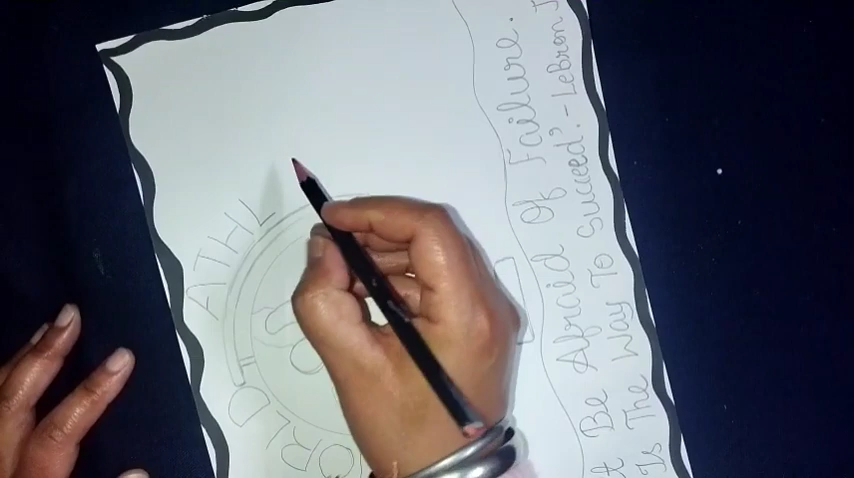 ORLD ATHL
t Be Afraid Of Failure.
Is The Way To Succeed". - LeBron J